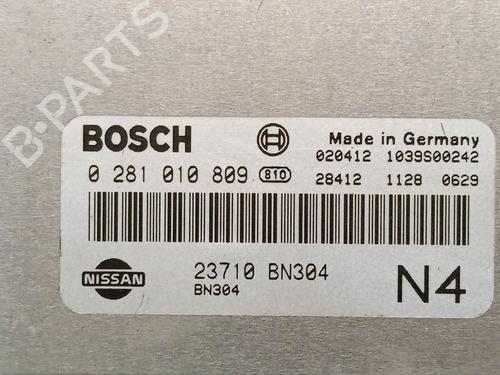 B-PARTS
BOSCH
Made in Germany
020412 1039S00242
0 281 010 809 810
28412 1128 0629
NISSAN
23710 BN304
BN304
N4